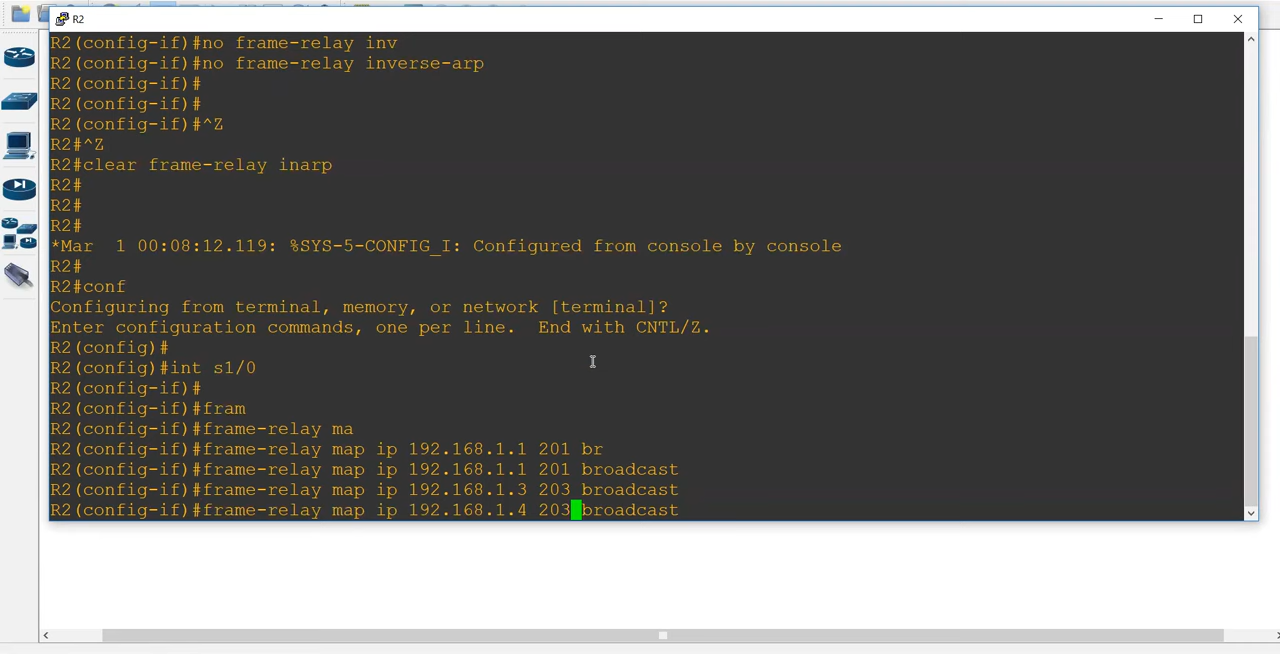 R2
R2(config-if)#no frame-relay inv
R2(config-if)#no frame-relay inverse-arp
R2(config-if)#
R2(config-if)#
R2(config-if)#^Z
R2#^Z
R2#clear frame-relay inarp
R2#
R2#
R2#
*Mar  1 00:08:12.119: %SYS-5-CONFIG_I: Configured from console by console
R2#
R2#conf
Configuring from terminal, memory, or network [terminal]?
Enter configuration commands, one per line.  End with CNTL/Z.
R2(config)#
R2(config)#int s1/0
R2(config-if)#
R2(config-if)#fram
R2(config-if)#frame-relay ma
R2(config-if)#frame-relay map ip 192.168.1.1 201 br
R2(config-if)#frame-relay map ip 192.168.1.1 201 broadcast
R2(config-if)#frame-relay map ip 192.168.1.3 203 broadcast
R2(config-if)#frame-relay map ip 192.168.1.4 203 broadcast